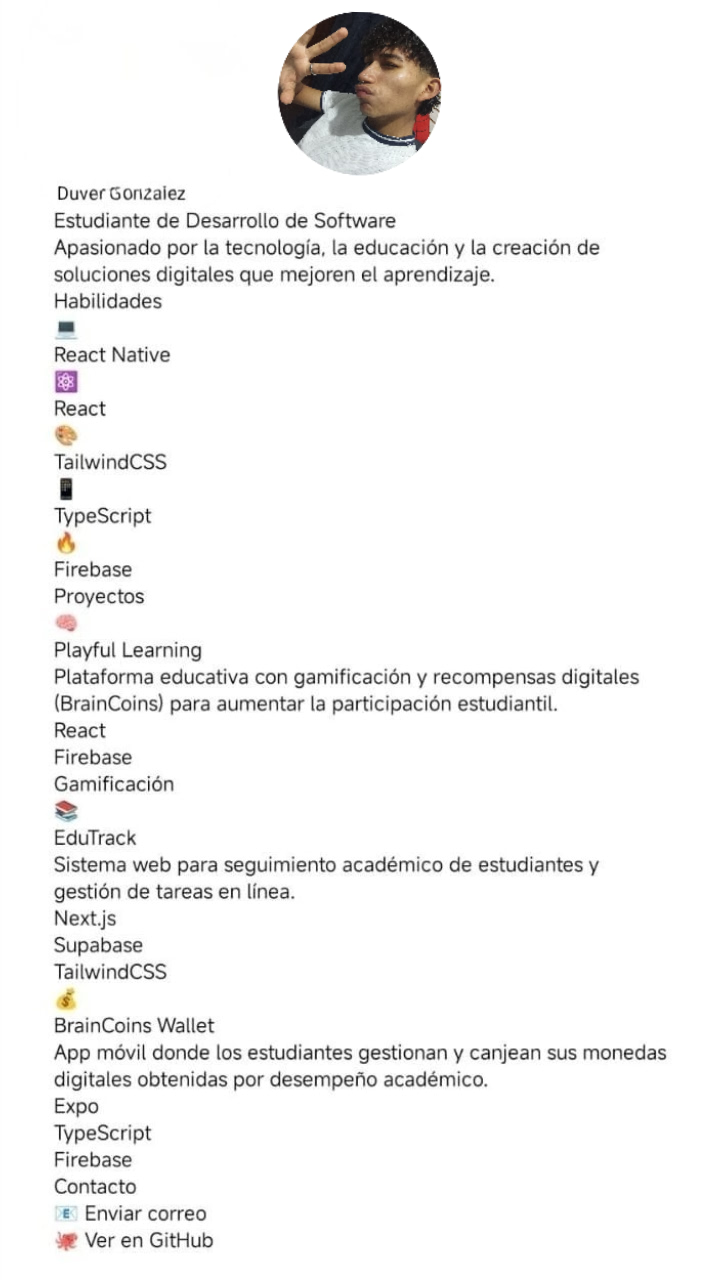 Duver Gonzalez
Estudiante de Desarrollo de Software
Apasionado por la tecnología, la educación y la creación de
soluciones digitales que mejoren el aprendizaje.
Habilidades
💻
React Native
⚛️
React
🎨
TailwindCSS
📱
TypeScript
🔥
Firebase
Proyectos
🧠
Playful Learning
Plataforma educativa con gamificación y recompensas digitales
(BrainCoins) para aumentar la participación estudiantil.
React
Firebase
Gamificación
📚
EduTrack
Sistema web para seguimiento académico de estudiantes y
gestión de tareas en línea.
Next.js
Supabase
TailwindCSS
💰
BrainCoins Wallet
App móvil donde los estudiantes gestionan y canjean sus monedas
digitales obtenidas por desempeño académico.
Expo
TypeScript
Firebase
Contacto
📧 Enviar correo
🐙 Ver en GitHub